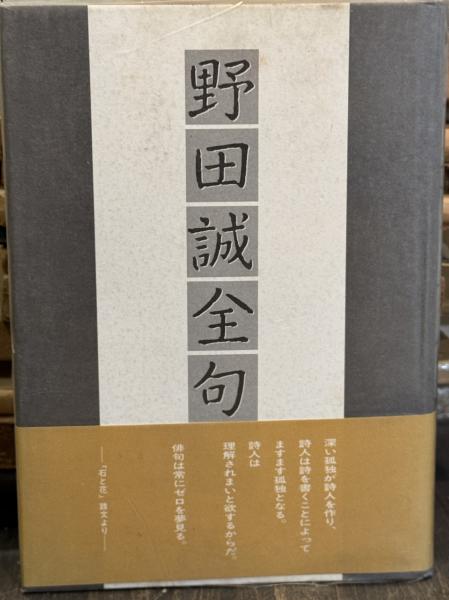 野田誠全句
深い孤独が詩人を作り、
詩人は詩を書くことによって
ますます孤独となる。
詩人は
理解されまいと欲するからだ。
俳句は常にゼロを夢見る。
──「石と花」跋文より──